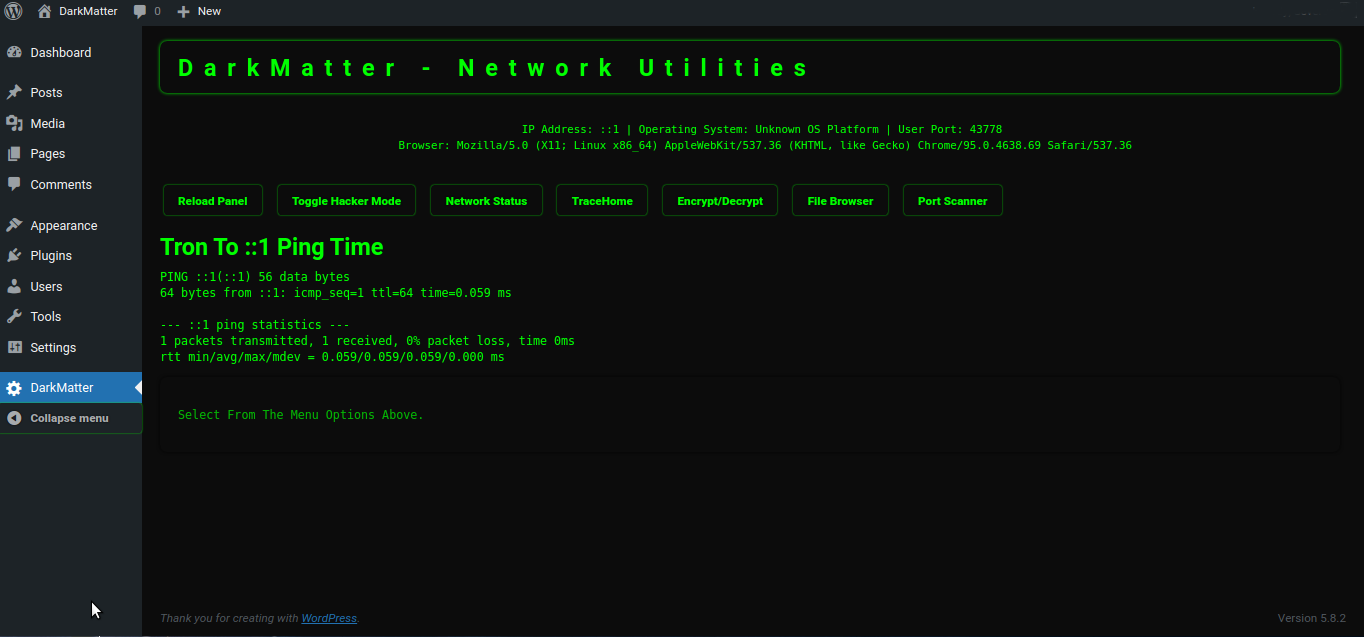 DarkMatter 0 New
Dashboard
Posts
Media
Pages
Comments
Appearance
Plugins
Users
Tools
Settings
DarkMatter
Collapse menu
DarkMatter - Network Utilities
IP Address: ::1 | Operating System: Unknown OS Platform | User Port: 43778
Browser: Mozilla/5.0 (X11; Linux x86_64) AppleWebKit/537.36 (KHTML, like Gecko) Chrome/95.0.4638.69 Safari/537.36
Reload Panel Toggle Hacker Mode Network Status TraceHome Encrypt/Decrypt File Browser Port Scanner
Tron To ::1 Ping Time
PING ::1(::1) 56 data bytes
64 bytes from ::1: icmp_seq=1 ttl=64 time=0.059 ms
--- ::1 ping statistics ---
1 packets transmitted, 1 received, 0% packet loss, time 0ms
rtt min/avg/max/mdev = 0.059/0.059/0.059/0.000 ms
Select From The Menu Options Above.
Thank you for creating with WordPress.
Version 5.8.2